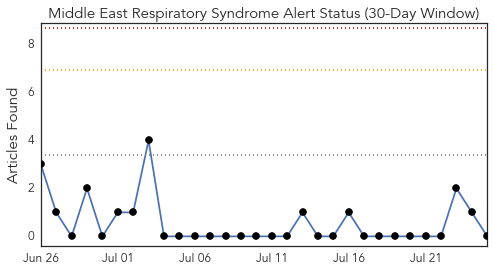 Middle East Respiratory Syndrome Alert Status (30-Day Window)
Articles Found
8
6
4
2
0
Jun 26
Jul 01
Jul 06
Jul 11
Jul 16
Jul 21